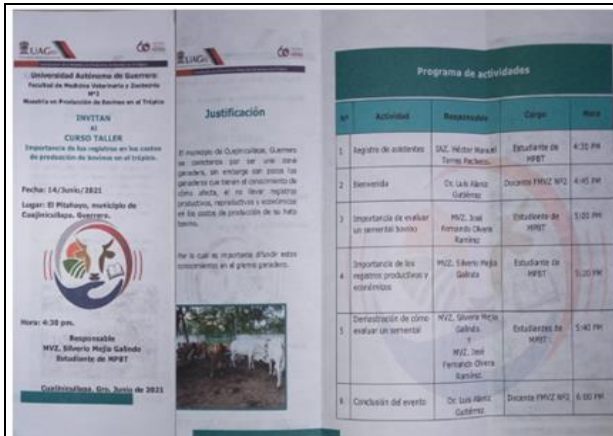 UAGro
60
Universidad Autónoma de Guerrero
Facultad de Medicina Veterinaria y Zootecnia
Nº2
Maestría en Producción de Bovinos en el Trópico
INVITAN
Al
CURSO TALLER
Importancia de los registros en los costos
de producción de bovinos en el trópico.
Fecha: 14/Junio/2021
Lugar: El Pitahayo, municipio de
Cuajinicuilapa, Guerrero.
Hora: 4:30 pm.
Responsable
MVZ. Silverio Mejía Galindo
Estudiante de MPBT
Cuajinicuilapa, Gro. Junio de 2021
UAGro
60
Justificación
El municipio de Cuajinicuilapa, Guerrero
se caracteriza por ser una zona
ganadera, sin embargo son pocos los
ganaderos que tienen el conocimiento de
cómo afecta, el no llevar registros
productivos, reproductivos y económicos
en los costos de producción de su hato
bovino.
Por lo cual es importante difundir estos
conocimientos en el gremio ganadero.
Programa de actividades
Nº Actividad Responsable Cargo Hora
1 Registro de asistentes IAZ. Héctor Manuel Torres Pacheco. Estudiante de MPBT 4:30 PM
2 Bienvenida Dr. Luis Alaniz Gutiérrez Docente FMVZ Nº2 4:45 PM
3 Importancia de evaluar un semental bovino MVZ. José Fernando Olvera Ramírez Estudiante de MPBT 5:00 PM
4 Importancia de los registros productivos y económicos MVZ. Silverio Mejía Galindo Estudiante de MPBT 5:20 PM
5 Demostración de cómo evaluar un semental MVZ. Silverio Mejía Galindo. Y MVZ. José Fernando Olvera Ramírez. Estudiantes de MPBT 5:40 PM
6 Conclusión del evento Dr. Luis Alaniz Gutiérrez Docente FMVZ Nº2 6:00 PM